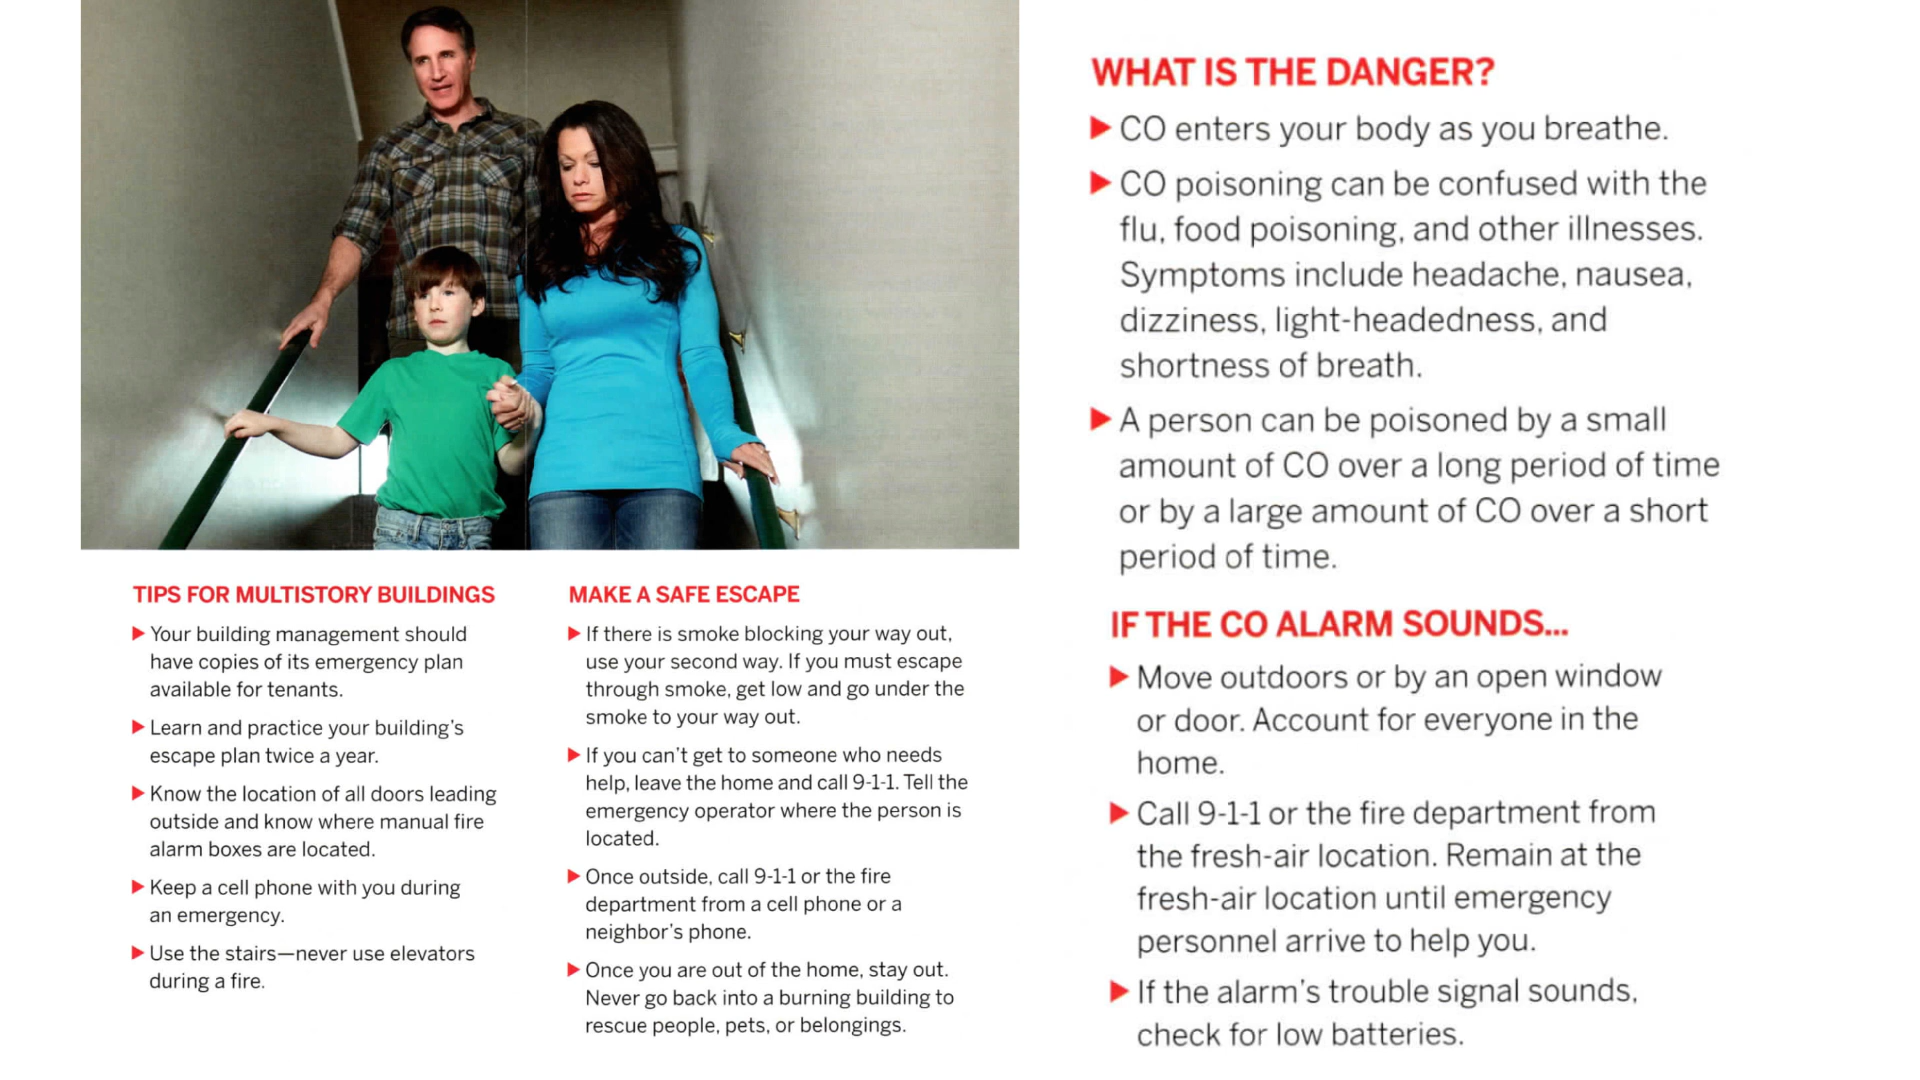 TIPS FOR MULTISTORY BUILDINGS
▶ Your building management should
have copies of its emergency plan
available for tenants.
▶ Learn and practice your building's
escape plan twice a year.
▶ Know the location of all doors leading
outside and know where manual fire
alarm boxes are located.
▶ Keep a cell phone with you during
an emergency.
▶ Use the stairs—never use elevators
during a fire.
MAKE A SAFE ESCAPE
▶ If there is smoke blocking your way out,
use your second way. If you must escape
through smoke, get low and go under the
smoke to your way out.
▶ If you can't get to someone who needs
help, leave the home and call 9-1-1. Tell the
emergency operator where the person is
located.
▶ Once outside, call 9-1-1 or the fire
department from a cell phone or a
neighbor's phone.
▶ Once you are out of the home, stay out.
Never go back into a burning building to
rescue people, pets, or belongings.
WHAT IS THE DANGER?
▶ CO enters your body as you breathe.
▶ CO poisoning can be confused with the
flu, food poisoning, and other illnesses.
Symptoms include headache, nausea,
dizziness, light-headedness, and
shortness of breath.
▶ A person can be poisoned by a small
amount of CO over a long period of time
or by a large amount of CO over a short
period of time.
IF THE CO ALARM SOUNDS...
▶ Move outdoors or by an open window
or door. Account for everyone in the
home.
▶ Call 9-1-1 or the fire department from
the fresh-air location. Remain at the
fresh-air location until emergency
personnel arrive to help you.
▶ If the alarm's trouble signal sounds,
check for low batteries.